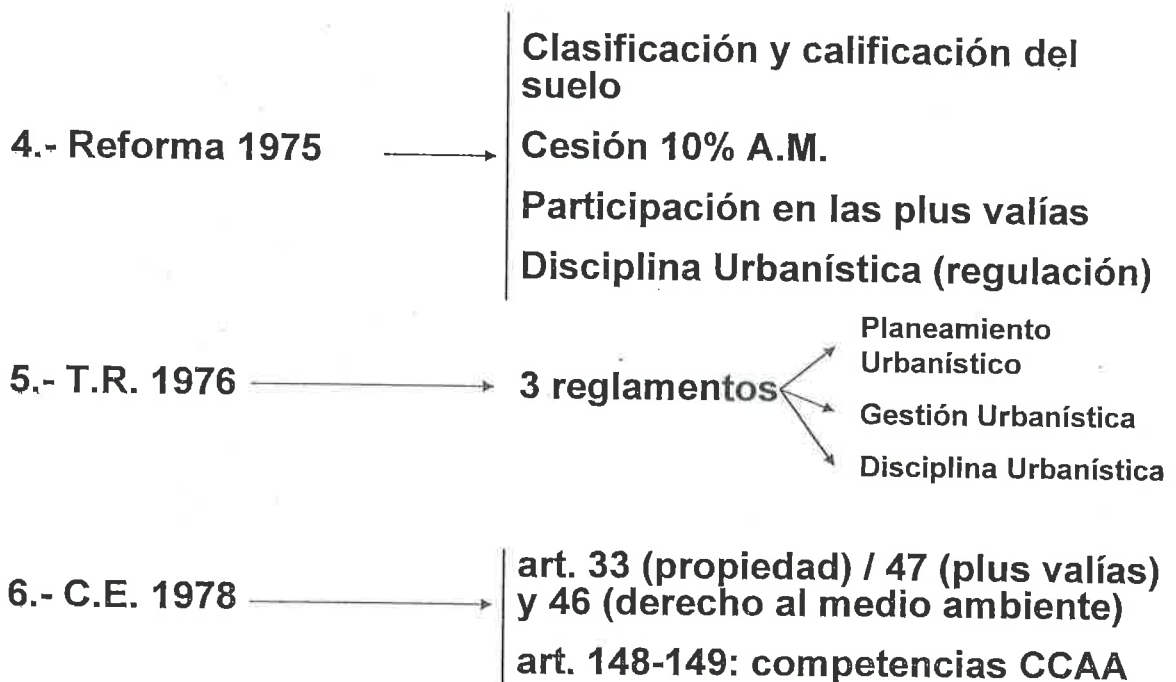 Clasificación y calificación del
suelo
4.- Reforma 1975
Cesión 10% A.M.
Participación en las plus valías
Disciplina Urbanística (regulación)
5.- T.R. 1976
3 reglamentos
Planeamiento
Urbanístico
Gestión Urbanística
Disciplina Urbanística
6.- C.E. 1978
art. 33 (propiedad) / 47 (plus valías)
y 46 (derecho al medio ambiente)
art. 148-149: competencias CCAA